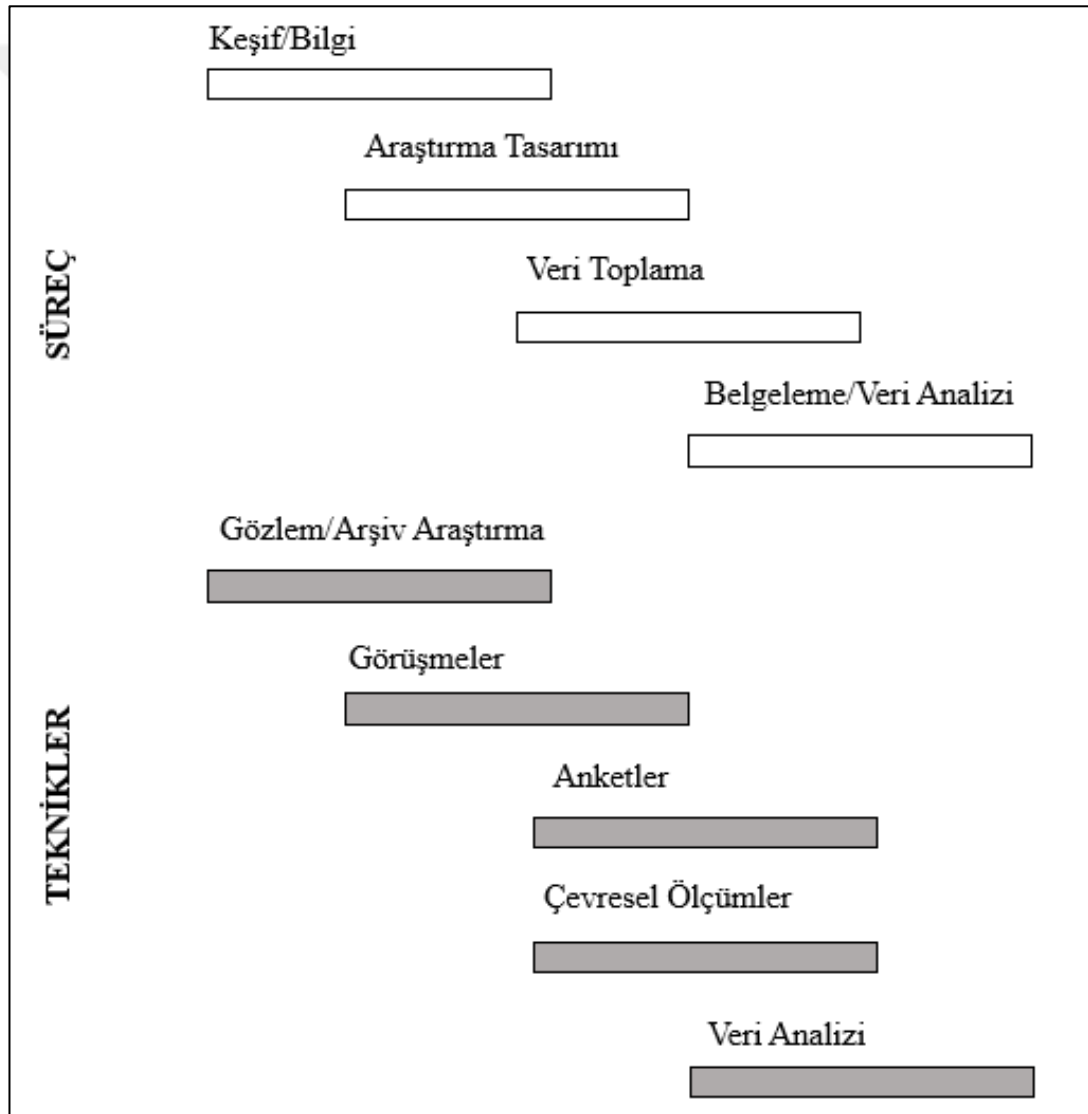 Keşif/Bilgi
Araştırma Tasarımı
Veri Toplama
Belgeleme/Veri Analizi
SÜREÇ
Gözlem/Arşiv Araştırma
Görüşmeler
Anketler
Çevresel Ölçümler
Veri Analizi
TEKNİKLER